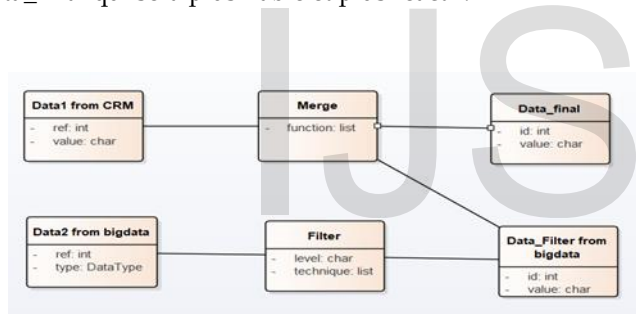 Data1 from CRM
- ref: int
- value: char
Merge
- function: list
Data_final
- id: int
- value: char
Data2 from bigdata
- ref: int
- type: DataType
Filter
- level: char
- technique: list
Data_Filter from
bigdata
- id: int
- value: char
IJS